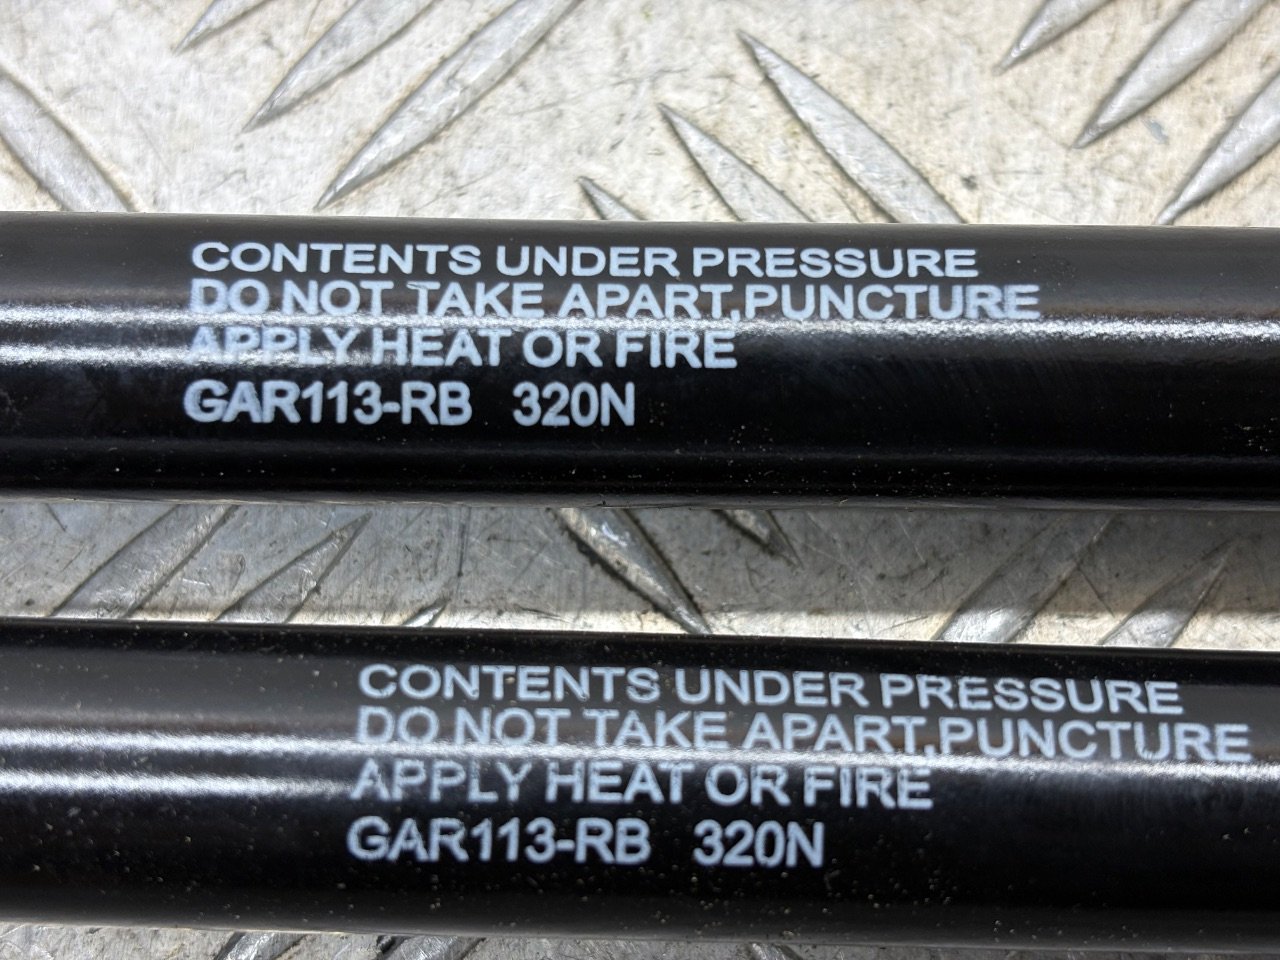 CONTENTS UNDER PRESSURE
DO NOT TAKE APART,PUNCTURE
APPLY HEAT OR FIRE
GAR113-RB 320N
CONTENTS UNDER PRESSURE
DO NOT TAKE APART,PUNCTURE
APPLY HEAT OR FIRE
GAR113-RB 320N